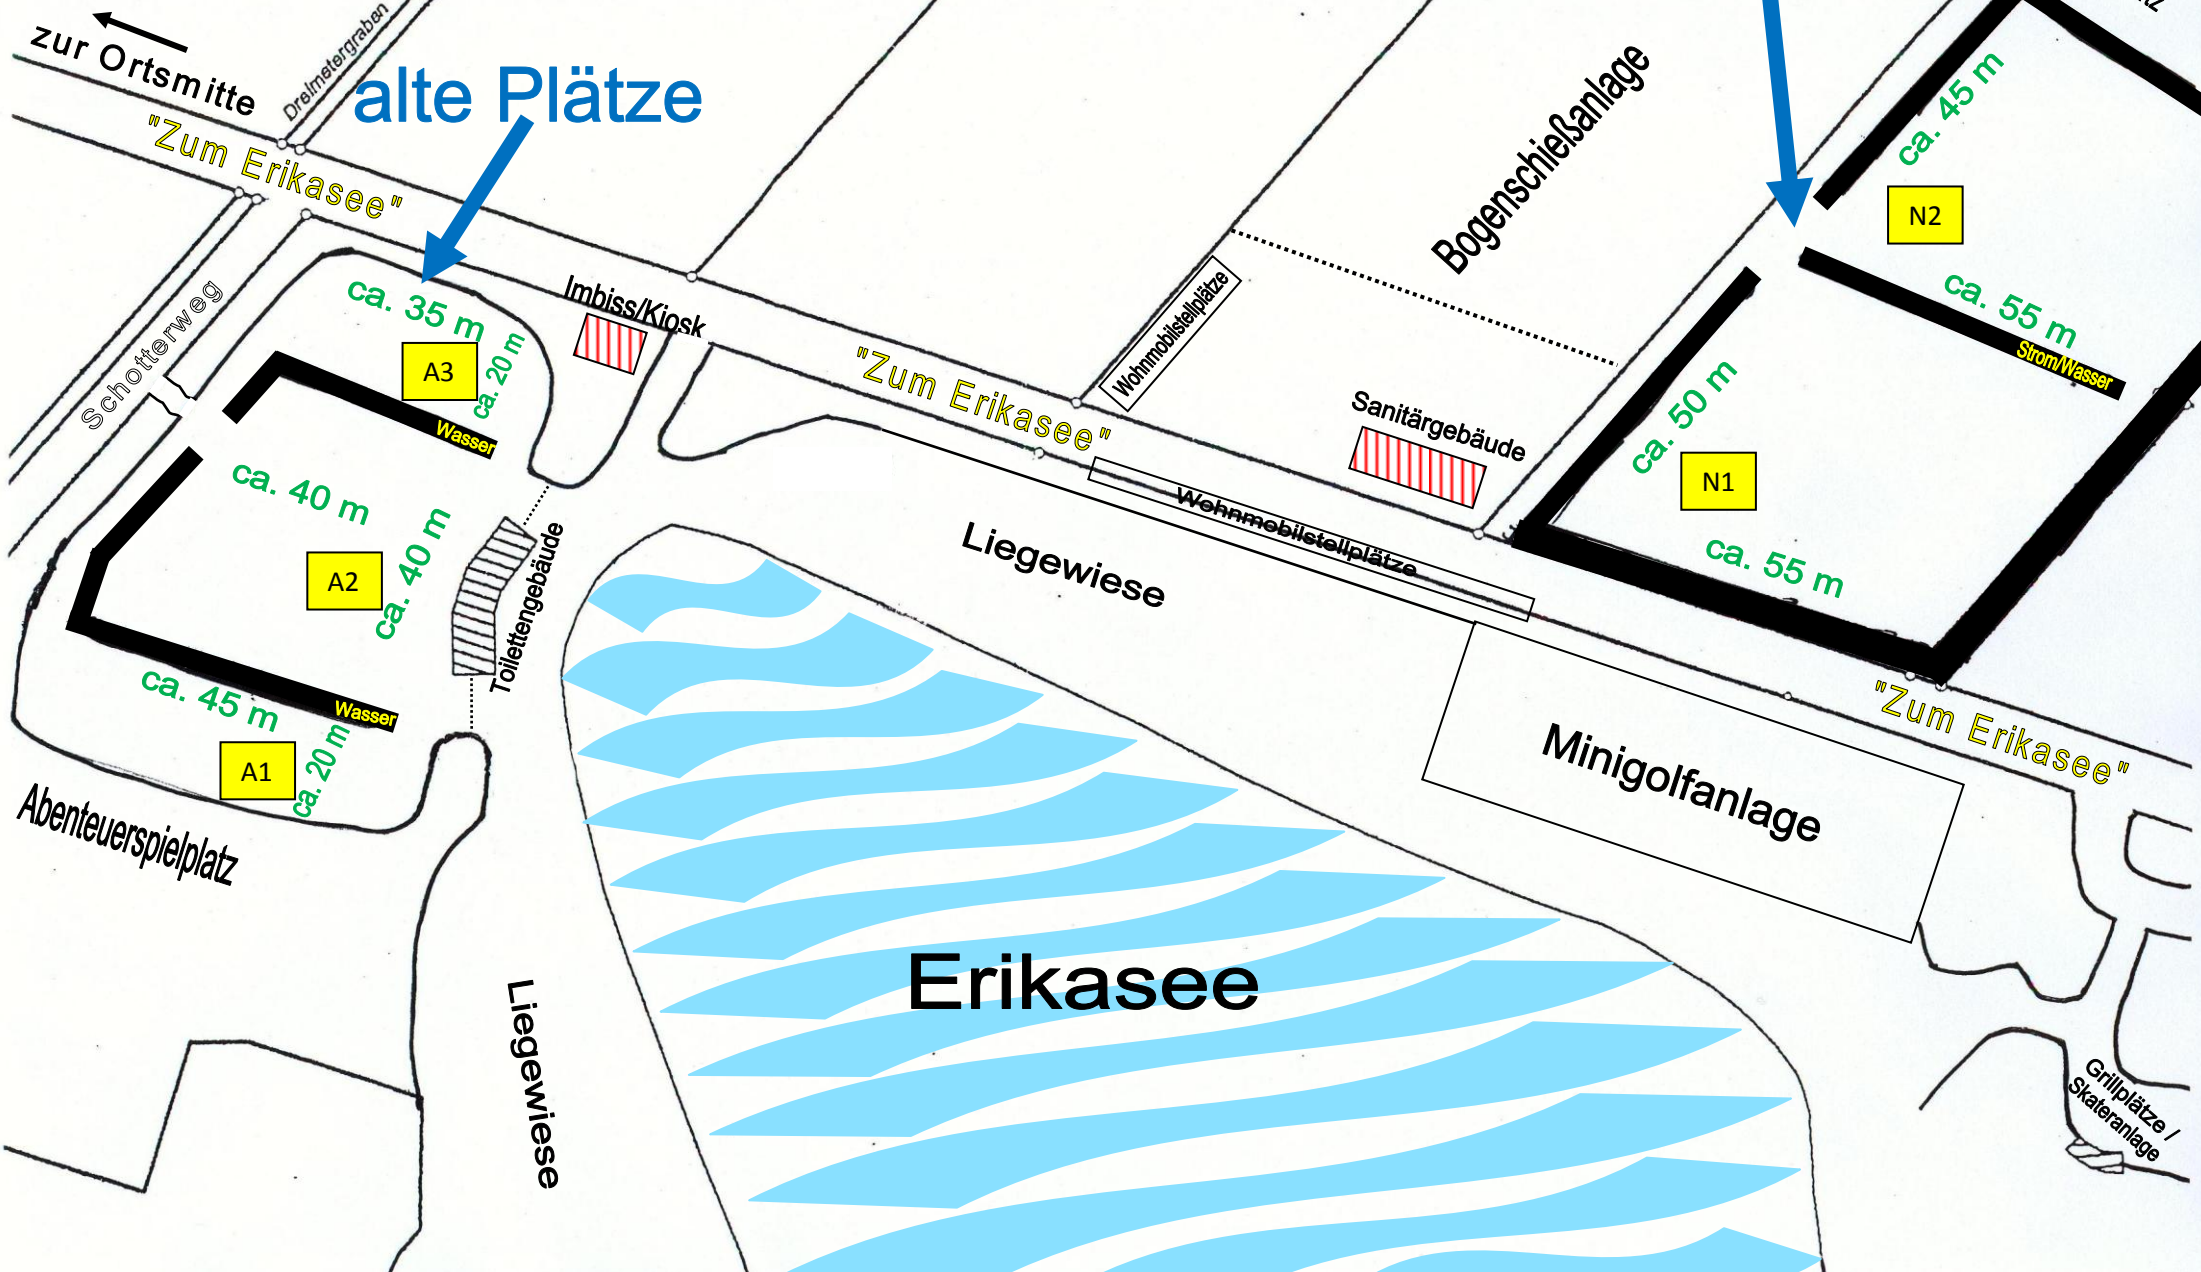 zur Ortsmitte
Dreimetergraben
alte Plätze
"Zum Erikasee"
Schotterweg
ca. 35 m
A3
ca. 20 m
Wasser
Imbiss/Kiosk
ca. 40 m
A2
ca. 40 m
Toilettengebäude
ca. 45 m
Wasser
A1
ca. 20 m
Abenteuerspielplatz
Liegewiese
"Zum Erikasee"
Wohnmobilstellplätze
Bogenschießanlage
Sanitärgebäude
Wohnmobilstellplätze
Liegewiese
ca. 45 m
N2
ca. 55 m
Strom/Wasser
ca. 50 m
N1
ca. 55 m
"Zum Erikasee"
Minigolfanlage
Erikasee
Grillplätze /
Skateranlage